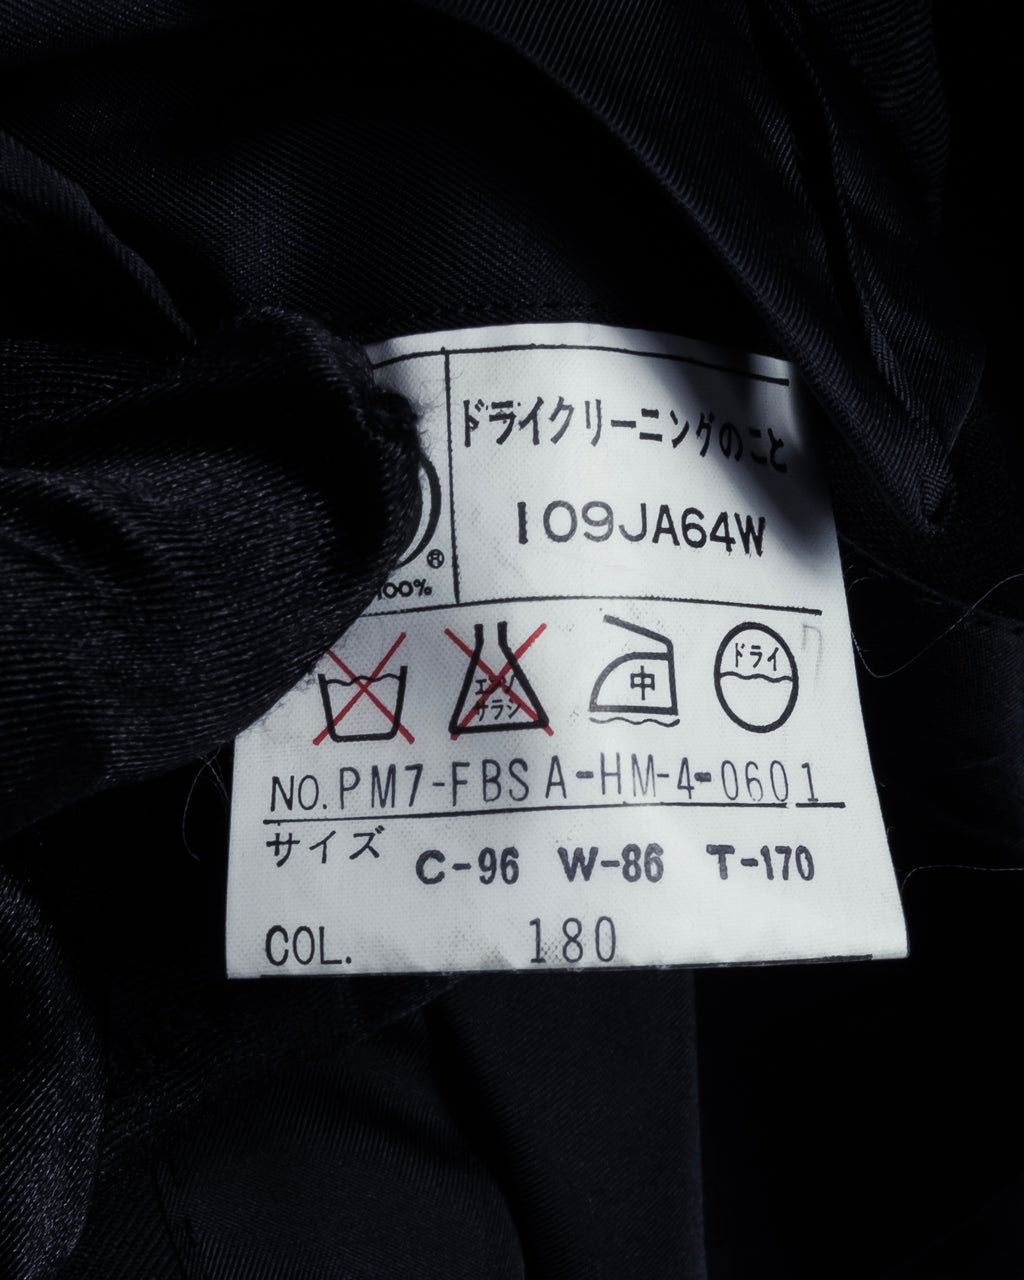 ドライクリーニングのこと
109JA64W
®
100%
エンソ
サラシ
中
ドライ
NO. PM7-FBSA-HM-4-0601
サイズ C-96 W-86 T-170
COL. 180